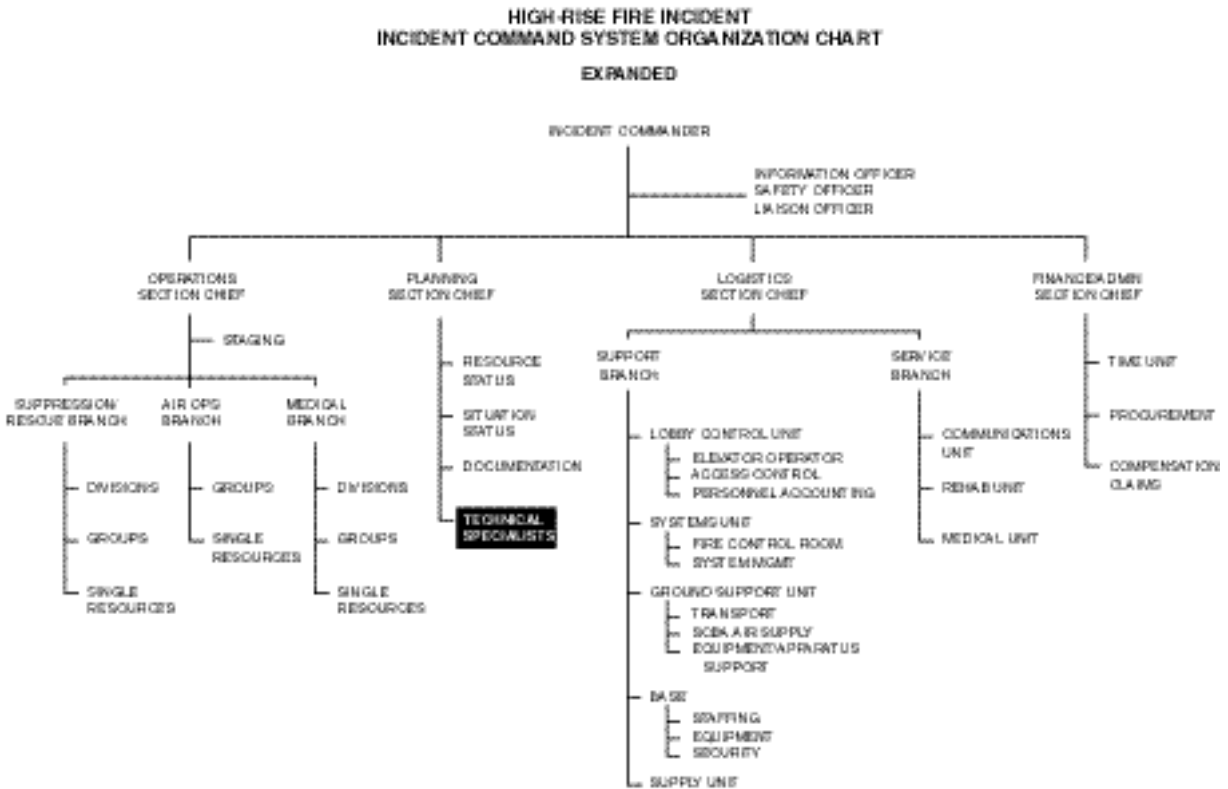 HIGH-RISE FIRE INCIDENT
INCIDENT COMMAND SYSTEM ORGANIZATION CHART
EXPANDED
INCIDENT COMMANDER
INFORMATION OFFICER
SAFETY OFFICER
LIAISON OFFICER
OPERATIONS
SECTION CHIEF
PLANNING
SECTION CHIEF
LOGISTICS
SECTION CHIEF
FINANCE/ADMIN
SECTION CHIEF
STAGING
SUPPRESSION/
RESCUE BRANCH
AIR OPS
BRANCH
MEDICAL
BRANCH
DIVISIONS
GROUPS
SINGLE
RESOURCES
GROUPS
SINGLE
RESOURCES
DIVISIONS
GROUPS
SINGLE
RESOURCES
RESOURCE
STATUS
SITUATION
STATUS
DOCUMENTATION
TECHNICAL
SPECIALISTS
SUPPORT
BRANCH
LOBBY CONTROL UNIT
ELEVATOR OPERATOR
ACCESS CONTROL
PERSONNEL ACCOUNTING
SYSTEMS UNIT
FIRE CONTROL ROOM
SYSTEM MGMT
GROUND SUPPORT UNIT
TRANSPORT
SCBA AIR SUPPLY
EQUIPMENT/APPARATUS
SUPPORT
BASE
STAFFING
EQUIPMENT
SECURITY
SUPPLY UNIT
SERVICE
BRANCH
COMMUNICATIONS
UNIT
REHAB UNIT
MEDICAL UNIT
TIME UNIT
PROCUREMENT
COMPENSATION/
CLAIMS